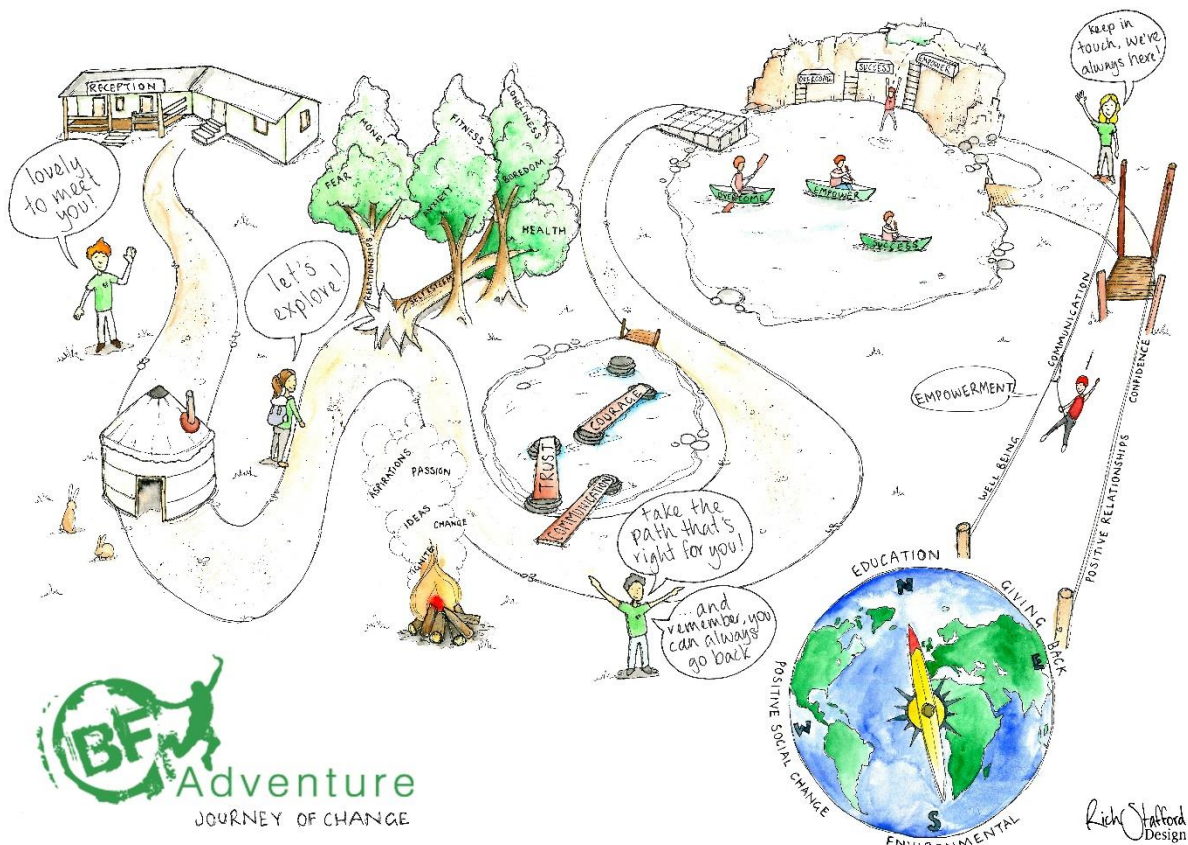 RECEPTION
lovely
to meet
you!
let's
explore!
MONEY
FEAR
RELATIONSHIPS
FITNESS
ANXIETY
SELF ESTEEM
LONELINESS
BOREDOM
HEALTH
OVERCOME
SUCCESS
EMPOWER
OVERCOME
EMPOWER
SUCCESS
keep in
touch, we're
always here!
COURAGE
TRUST
COMMUNICATION
ASPIRATIONS
PASSION
IDEAS
CHANGE
IGNITE
take the
path that's
right for you!
...and
remember, you
can always
go back
COMMUNICATION
WELL BEING
EMPOWERMENT
CONFIDENCE
POSITIVE RELATIONSHIPS
EDUCATION
GIVING BACK
POSITIVE SOCIAL CHANGE
ENVIRONMENTAL
N
E
W
S
BF
Adventure
JOURNEY OF CHANGE
Rich Stafford
Design